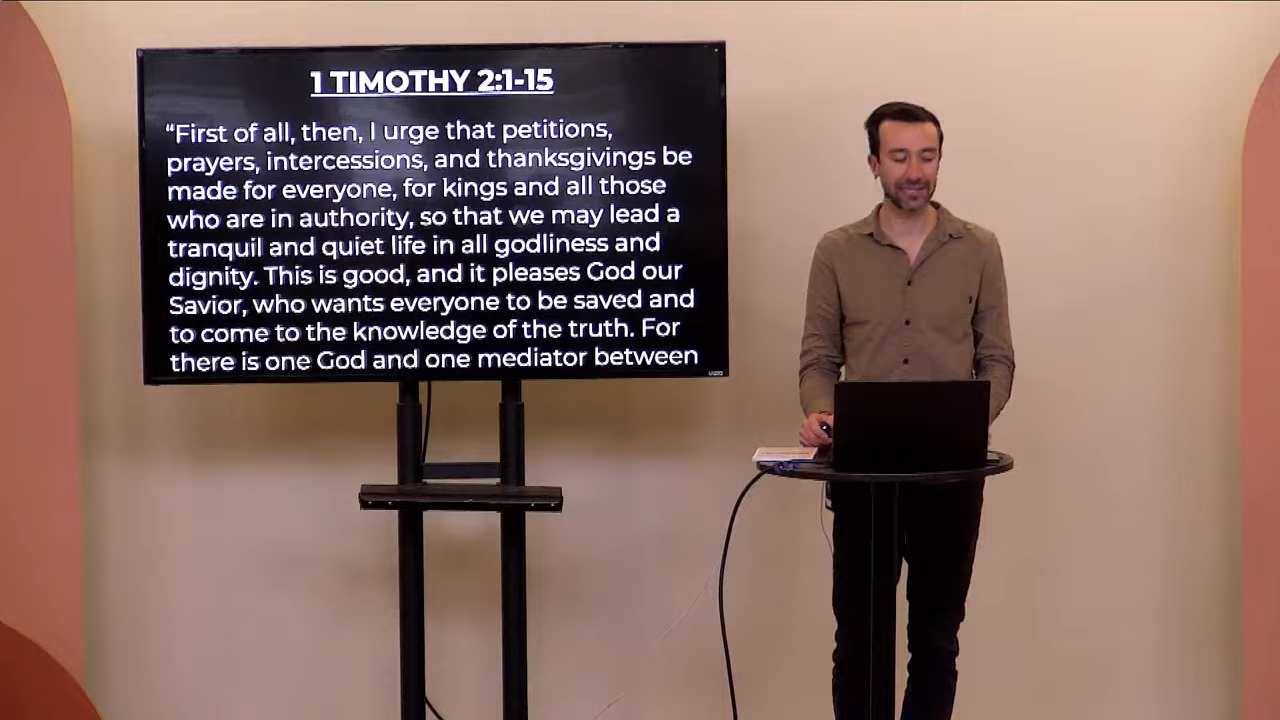 1 TIMOTHY 2:1-15
“First of all, then, I urge that petitions,
prayers, intercessions, and thanksgivings be
made for everyone, for kings and all those
who are in authority, so that we may lead a
tranquil and quiet life in all godliness and
dignity. This is good, and it pleases God our
Savior, who wants everyone to be saved and
to come to the knowledge of the truth. For
there is one God and one mediator between
VIZIO